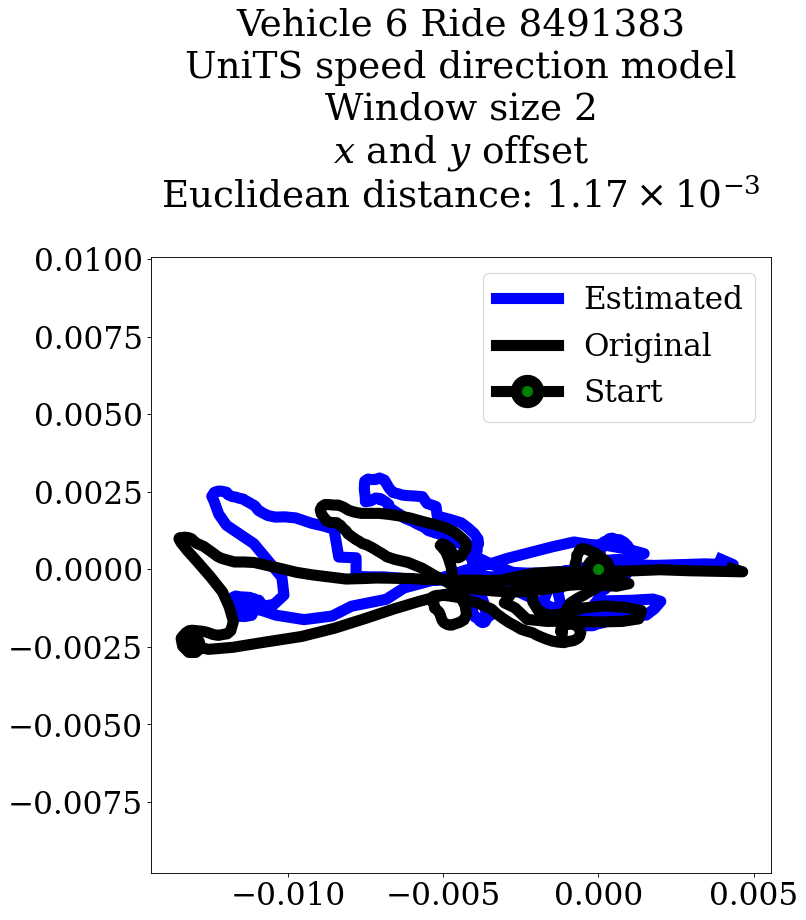 Vehicle 6 Ride 8491383
UniTS speed direction model
Window size 2
x and y offset
Euclidean distance: 1.17 × 10⁻³
0.0100
0.0075
0.0050
0.0025
0.0000
−0.0025
−0.0050
−0.0075
Estimated
Original
Start
−0.010
−0.005
0.000
0.005